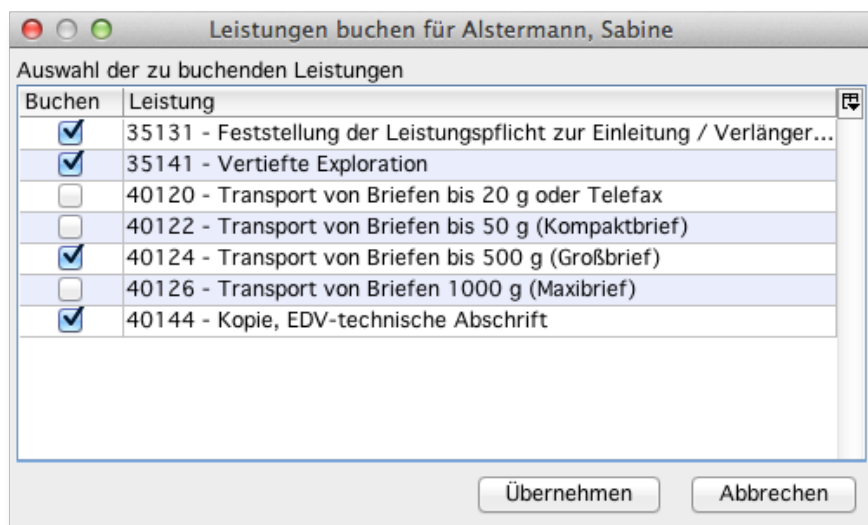 Leistungen buchen für Alstermann, Sabine
Auswahl der zu buchenden Leistungen
Buchen Leistung
35131 - Feststellung der Leistungspflicht zur Einleitung / Verlänger...
35141 - Vertiefte Exploration
40120 - Transport von Briefen bis 20 g oder Telefax
40122 - Transport von Briefen bis 50 g (Kompaktbrief)
40124 - Transport von Briefen bis 500 g (Großbrief)
40126 - Transport von Briefen 1000 g (Maxibrief)
40144 - Kopie, EDV-technische Abschrift
Übernehmen Abbrechen